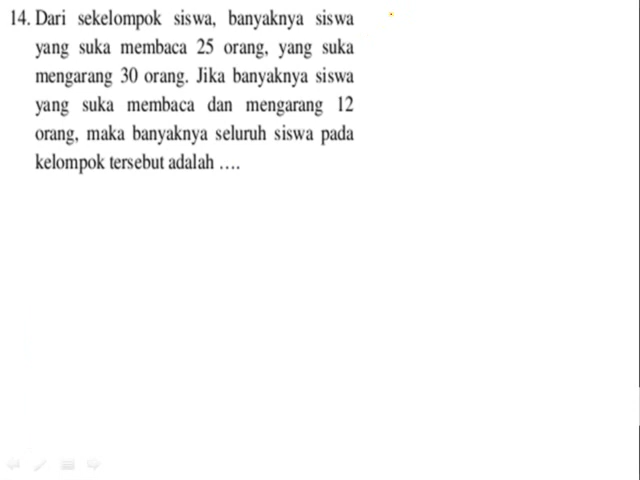 14. Dari sekelompok siswa, banyaknya siswa
yang suka membaca 25 orang, yang suka
mengarang 30 orang. Jika banyaknya siswa
yang suka membaca dan mengarang 12
orang, maka banyaknya seluruh siswa pada
kelompok tersebut adalah ....